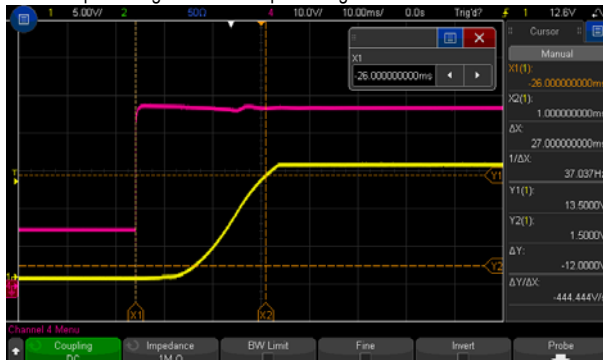 1 5.00V/ 2 50Ω 4 10.0V/ 10.00ms/ 0.0s Trig'd? 1 12.6V
X1
-26.000000000ms
Cursor
Manual
X1(1):
-26.000000000ms
X2(1):
1.000000000ms
ΔX:
27.000000000ms
1/ΔX:
37.037Hz
Y1(1):
13.5000V
Y2(1):
1.5000V
ΔY:
-12.0000V
ΔY/ΔX:
-444.444V/s
T
Y1
Y2
X1 X2
Channel 4 Menu
Coupling
DC
Impedance
1M Ω
BW Limit
Fine
Invert
Probe